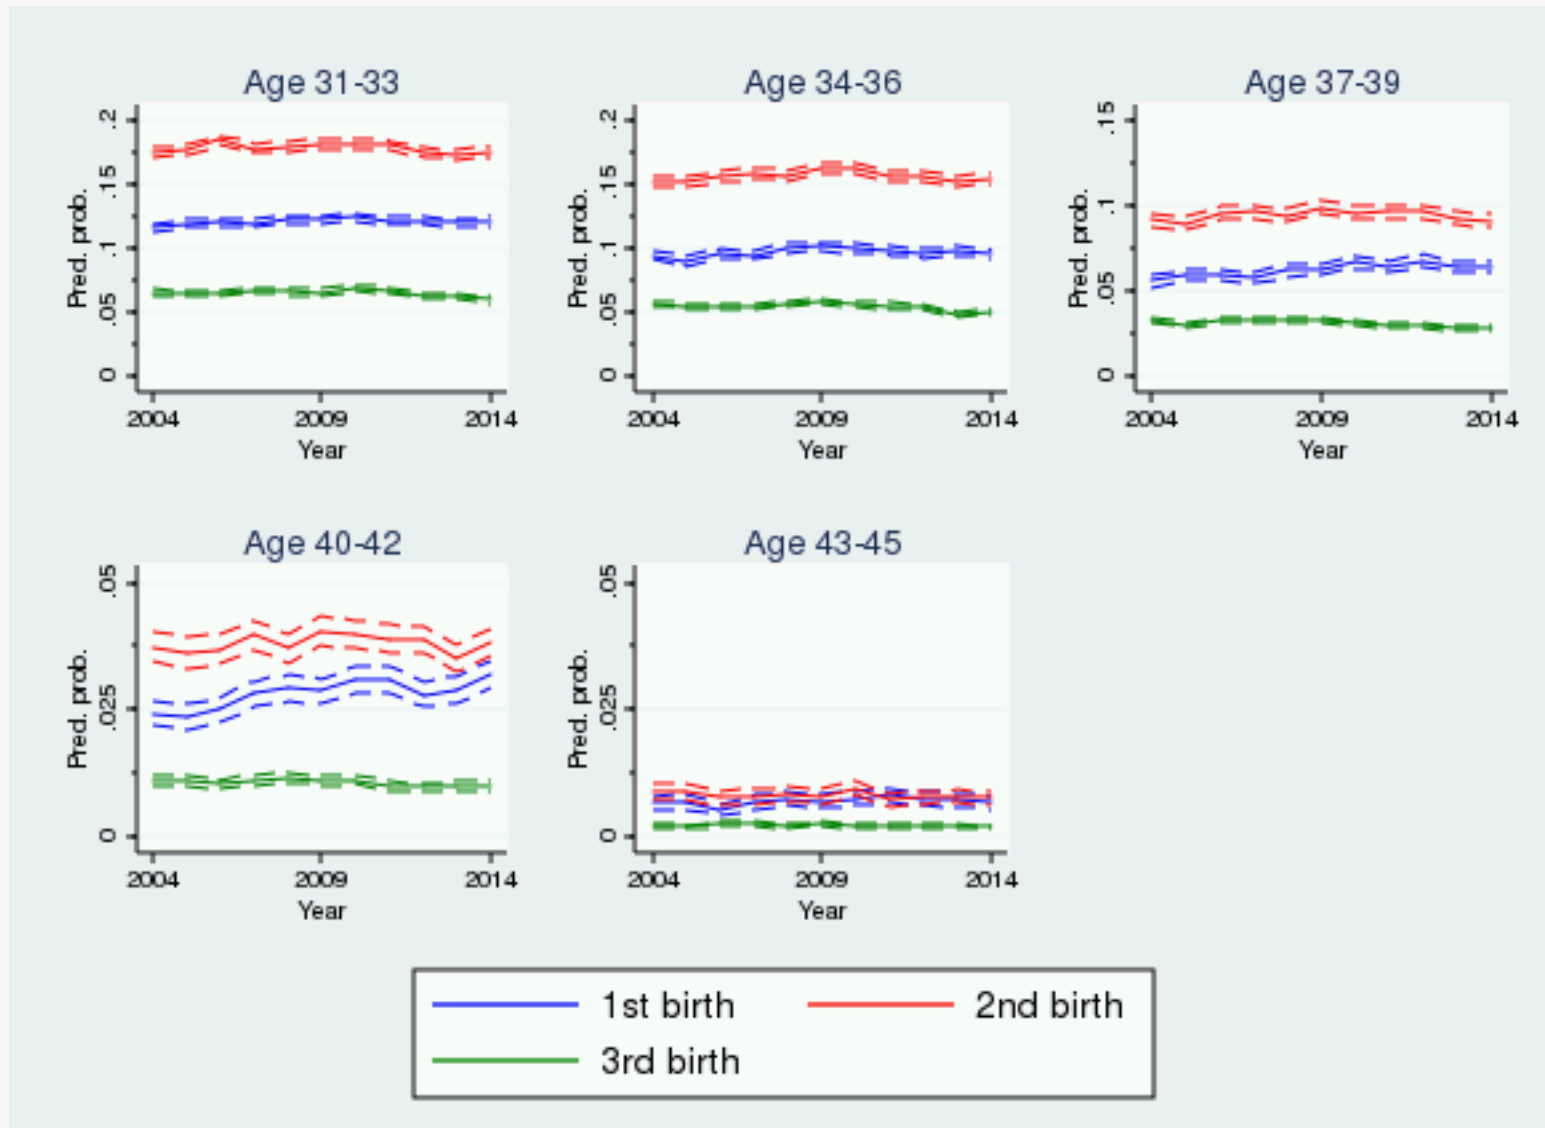 Age 31-33
Pred. prob.
0 .05 .1 .15 .2
2004 2009 2014
Year
Age 34-36
0 .05 .1 .15 .2
2004 2009 2014
Year
Age 37-39
Pred. prob.
0 .05 .1 .15
2004 2009 2014
Year
Age 40-42
Pred. prob.
0 .025 .05
2004 2009 2014
Year
Age 43-45
Pred. prob.
0 .025 .05
2004 2009 2014
Year
1st birth 2nd birth
3rd birth